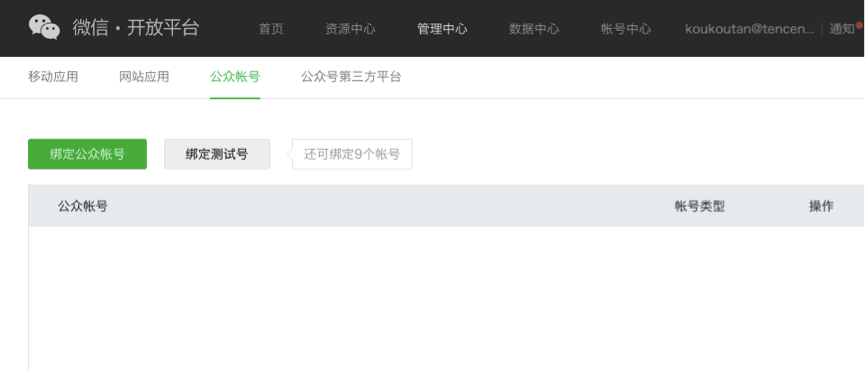 微信·开放平台 首页 资源中心 管理中心 数据中心 帐号中心 koukoutan@tencen... 通知
移动应用 网站应用 公众帐号 公众号第三方平台
绑定公众帐号 绑定测试号 还可绑定9个帐号
公众帐号 帐号类型 操作